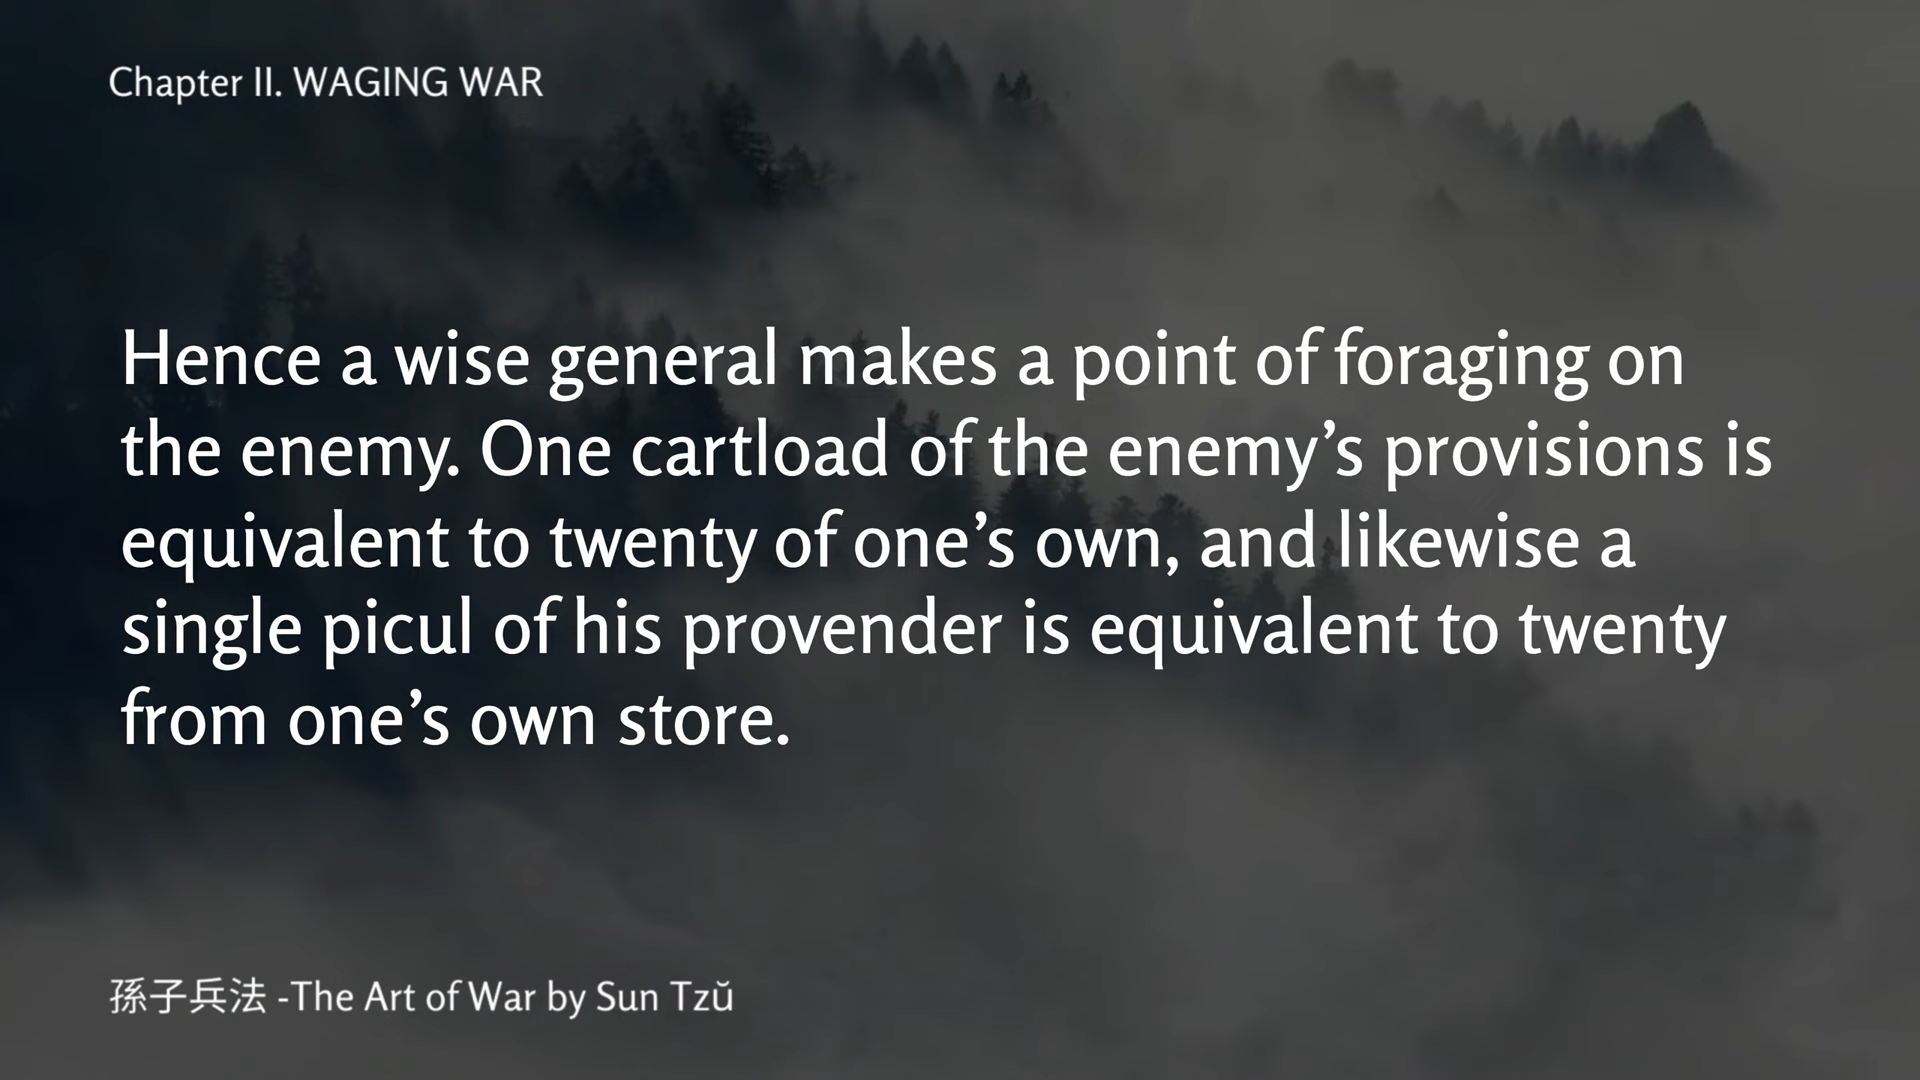 Chapter II. WAGING WAR
Hence a wise general makes a point of foraging on
the enemy. One cartload of the enemy’s provisions is
equivalent to twenty of one’s own, and likewise a
single picul of his provender is equivalent to twenty
from one’s own store.
孫子兵法 -The Art of War by Sun Tzŭ